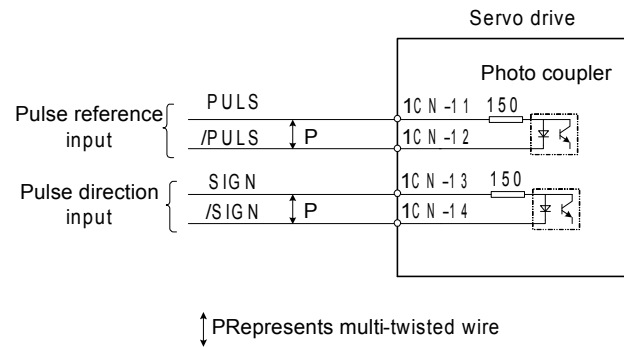 Servo drive
Photo coupler
Pulse reference
input
PULS
/PULS
P
1CN-11
150
1CN-12
Pulse direction
input
SIGN
/SIGN
P
1CN-13
150
1CN-14
PRepresents multi-twisted wire